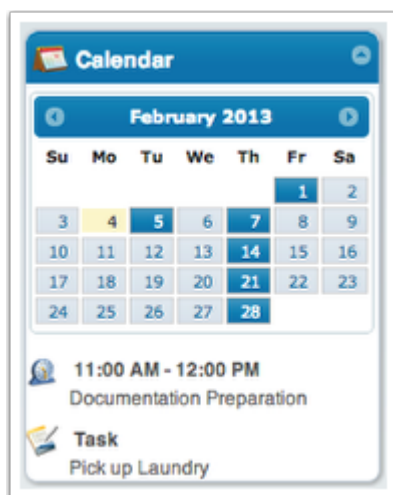 Calendar
February 2013
Su Mo Tu We Th Fr Sa
1 2
3 4 5 6 7 8 9
10 11 12 13 14 15 16
17 18 19 20 21 22 23
24 25 26 27 28
11:00 AM - 12:00 PM
Documentation Preparation
Task
Pick up Laundry